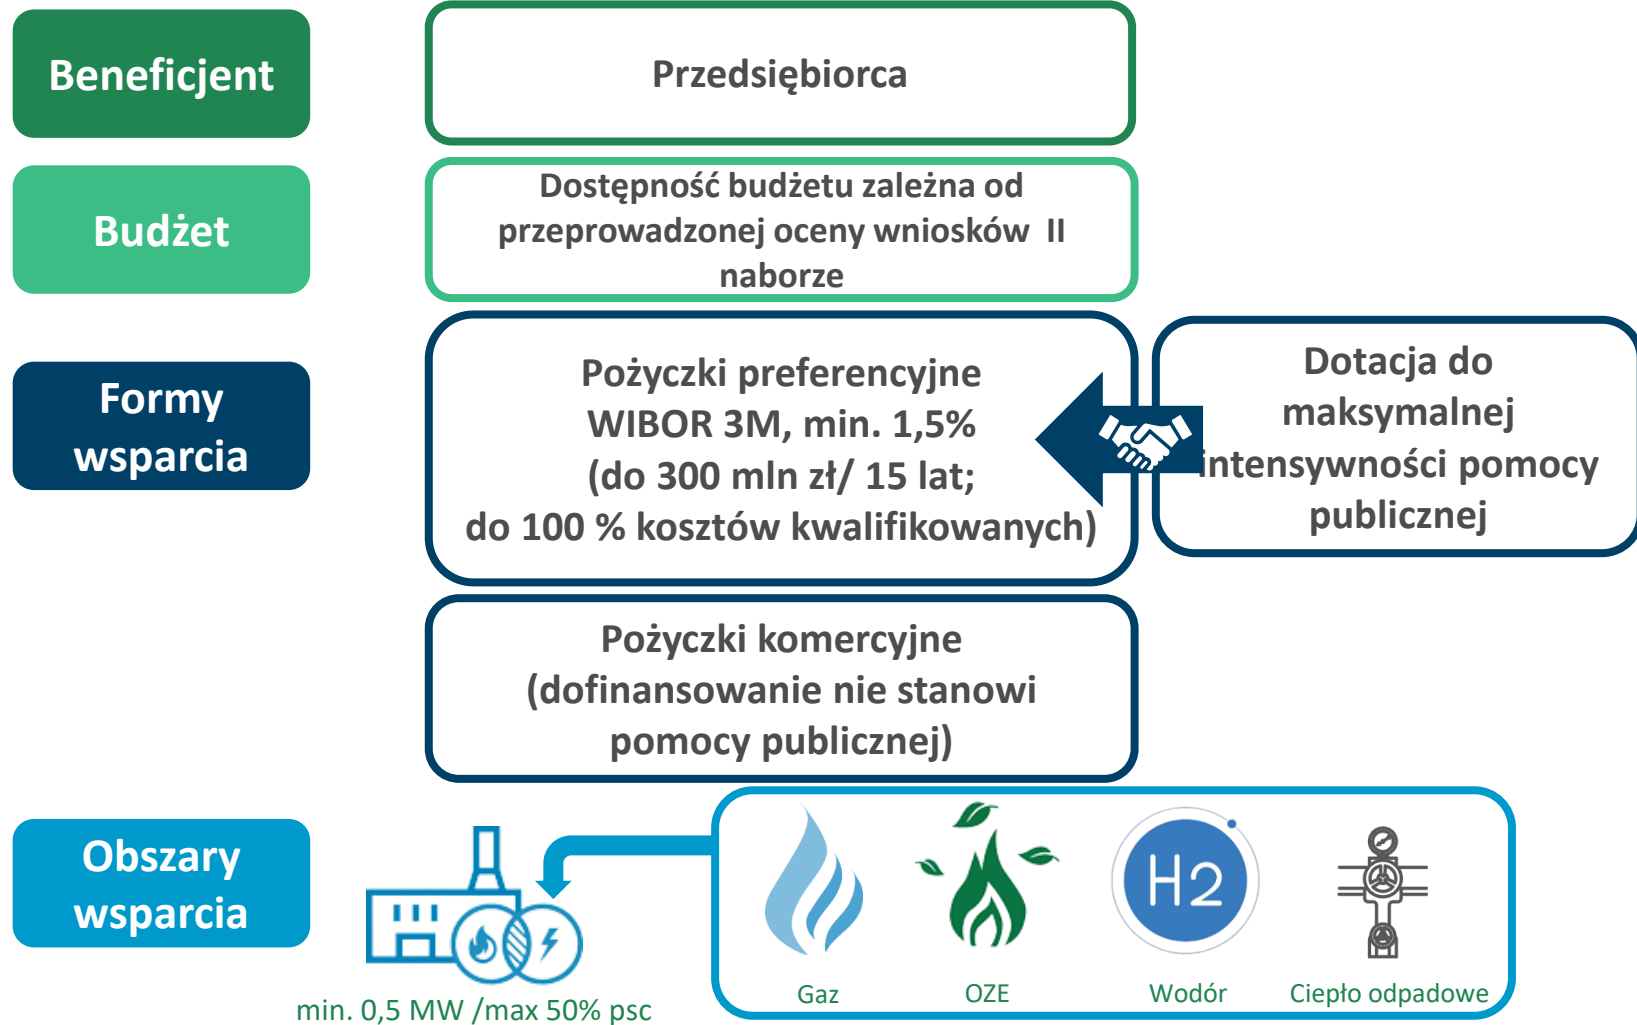 Beneficjent
Przedsiębiorca
Budżet
Dostępność budżetu zależna od
przeprowadzonej oceny wniosków  II
naborze
Formy
wsparcia
Pożyczki preferencyjne
WIBOR 3M, min. 1,5%
(do 300 mln zł/ 15 lat;
do 100 % kosztów kwalifikowanych)
Dotacja do
maksymalnej
intensywności pomocy
publicznej
Pożyczki komercyjne
(dofinansowanie nie stanowi
pomocy publicznej)
Obszary
wsparcia
min. 0,5 MW /max 50% psc
H2
Gaz
OZE
Wodór
Ciepło odpadowe